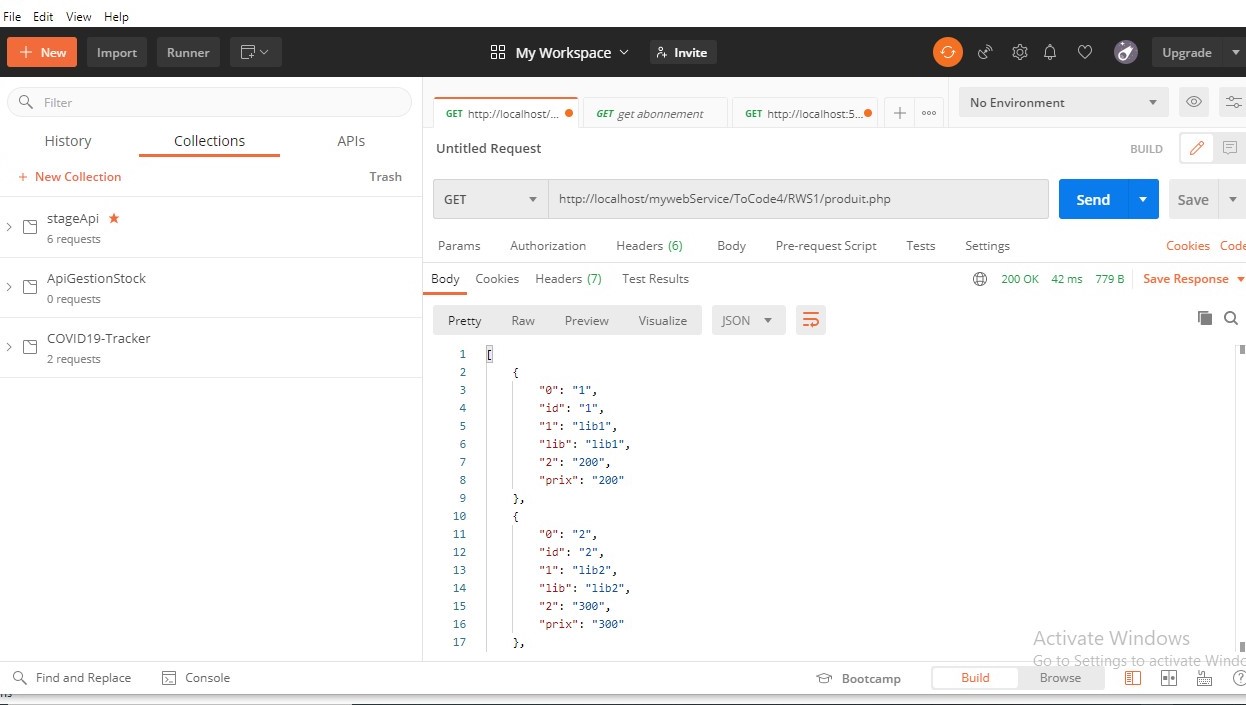 File Edit View Help
New Import Runner My Workspace Invite Upgrade
Filter
GET http://localhost/... GET get abonnement GET http://localhost:5... No Environment
History Collections APIs
Untitled Request BUILD
+ New Collection Trash
GET http://localhost/mywebService/ToCode4/RWS1/produit.php Send Save
stageApi
6 requests
Params Authorization Headers (6) Body Pre-request Script Tests Settings Cookies Code
ApiGestionStock
0 requests
Body Cookies Headers (7) Test Results 200 OK 42 ms 779 B Save Response
COVID19-Tracker
2 requests
Pretty Raw Preview Visualize JSON
1 [
2 {
3 "0": "1",
4 "id": "1",
5 "1": "lib1",
6 "lib": "lib1",
7 "2": "200",
8 "prix": "200"
9 },
10 {
11 "0": "2",
12 "id": "2",
13 "1": "lib2",
14 "lib": "lib2",
15 "2": "300",
16 "prix": "300"
17 },
Activate Windows
Go to Settings to activate Windo
Find and Replace Console Bootcamp Build Browse